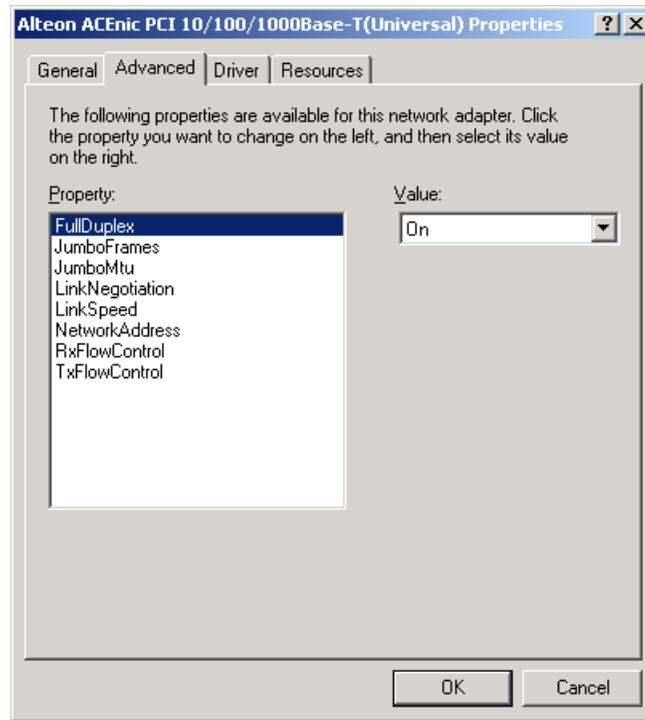 Alteon ACEnic PCI 10/100/1000Base-T(Universal) Properties
General Advanced Driver Resources
The following properties are available for this network adapter. Click
the property you want to change on the left, and then select its value
on the right.
Property: Value:
FullDuplex On
JumboFrames
JumboMtu
LinkNegotiation
LinkSpeed
NetworkAddress
RxFlowControl
TxFlowControl
OK Cancel